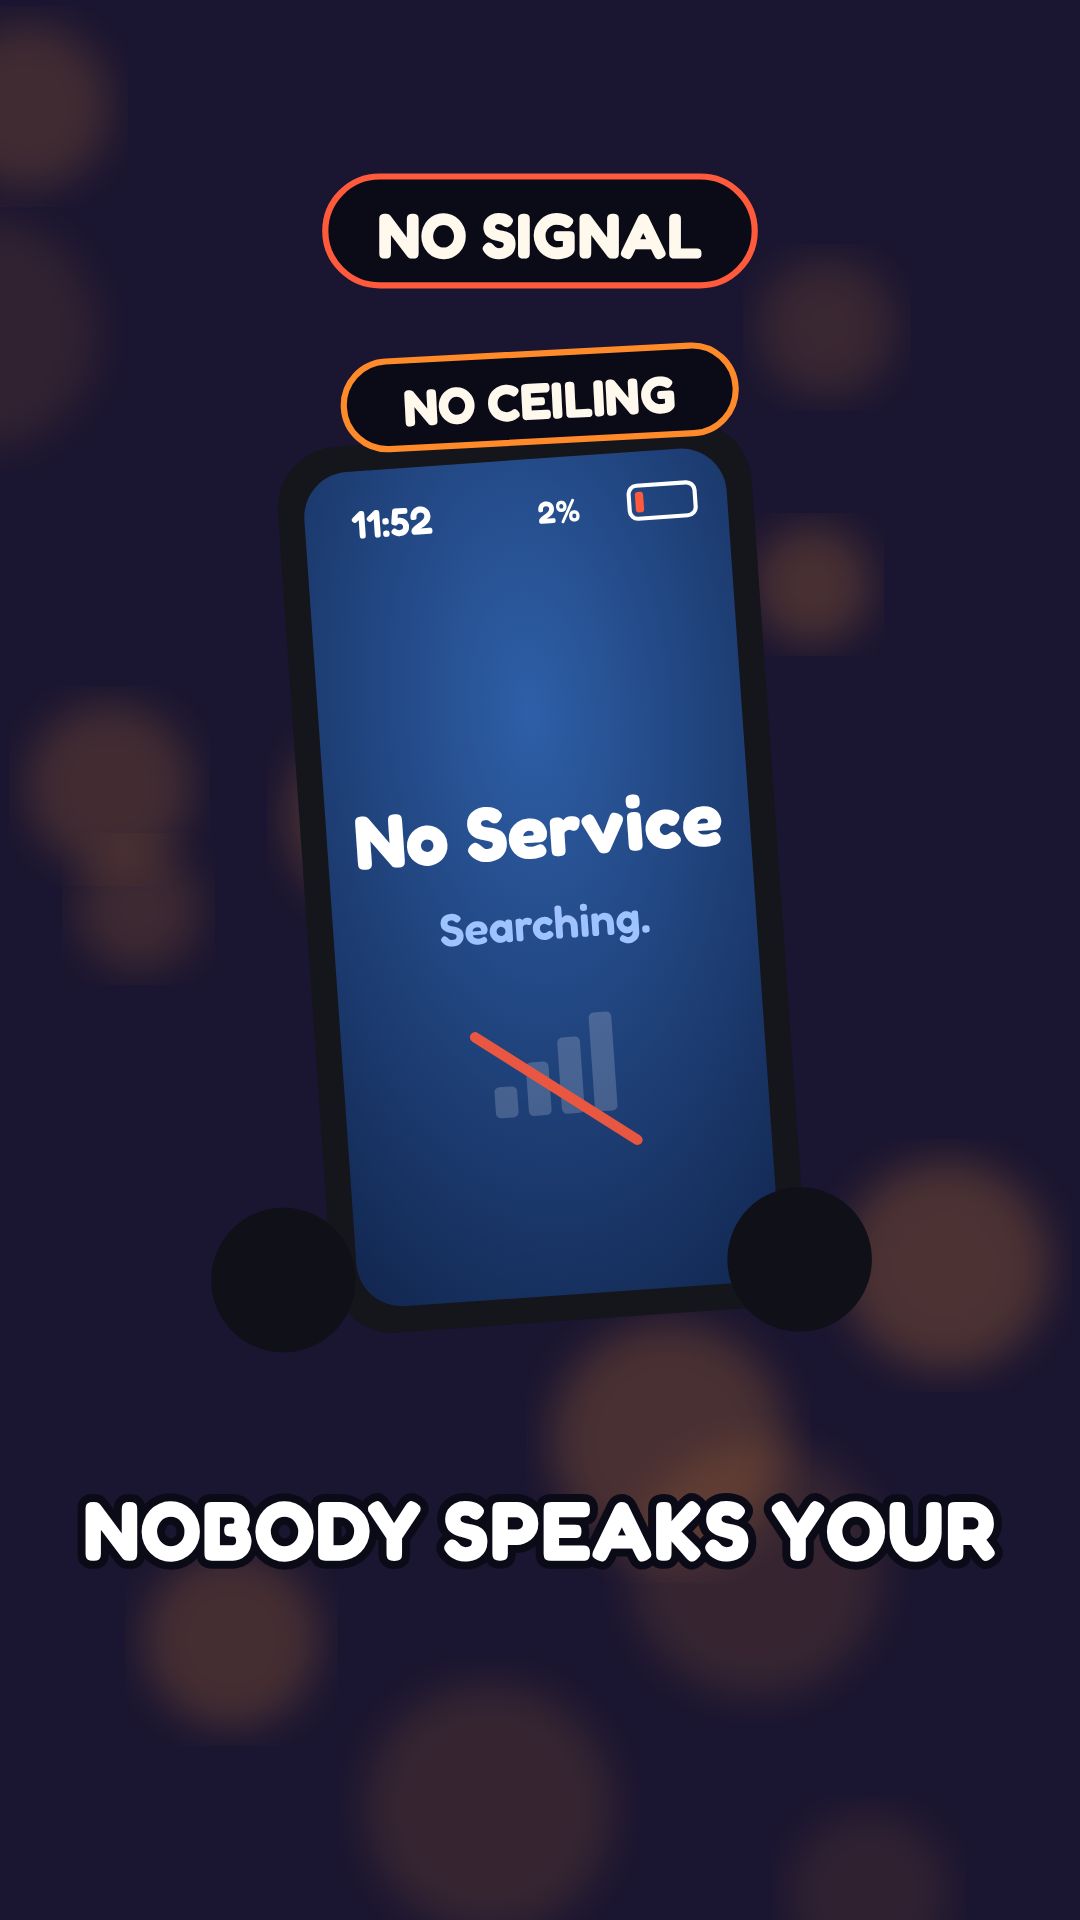 NO SIGNAL
NO CEILING
11:52 2%
No Service
Searching.
NOBODY SPEAKS YOUR